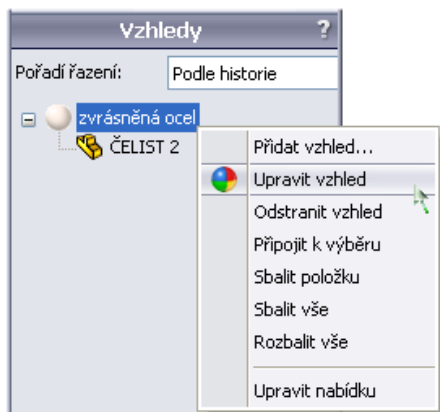 Vzhledy ?
Pořadí řazení: Podle historie
zvrásněná ocel
ČELIST 2
Přidat vzhled...
Upravit vzhled
Odstranit vzhled
Připojit k výběru
Sbalit položku
Sbalit vše
Rozbalit vše
Upravit nabídku